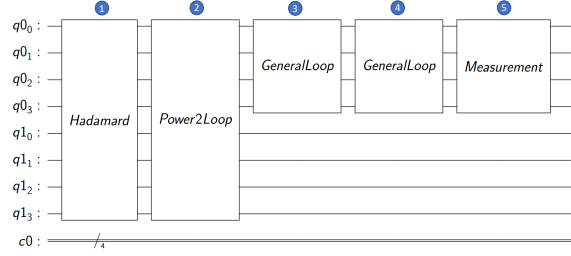 1 2 3 4 5
q0₀ :
q0₁ :
q0₂ : GeneralLoop GeneralLoop Measurement
q0₃ :
Hadamard Power2Loop
q1₀ :
q1₁ :
q1₂ :
q1₃ :
c0 :
4